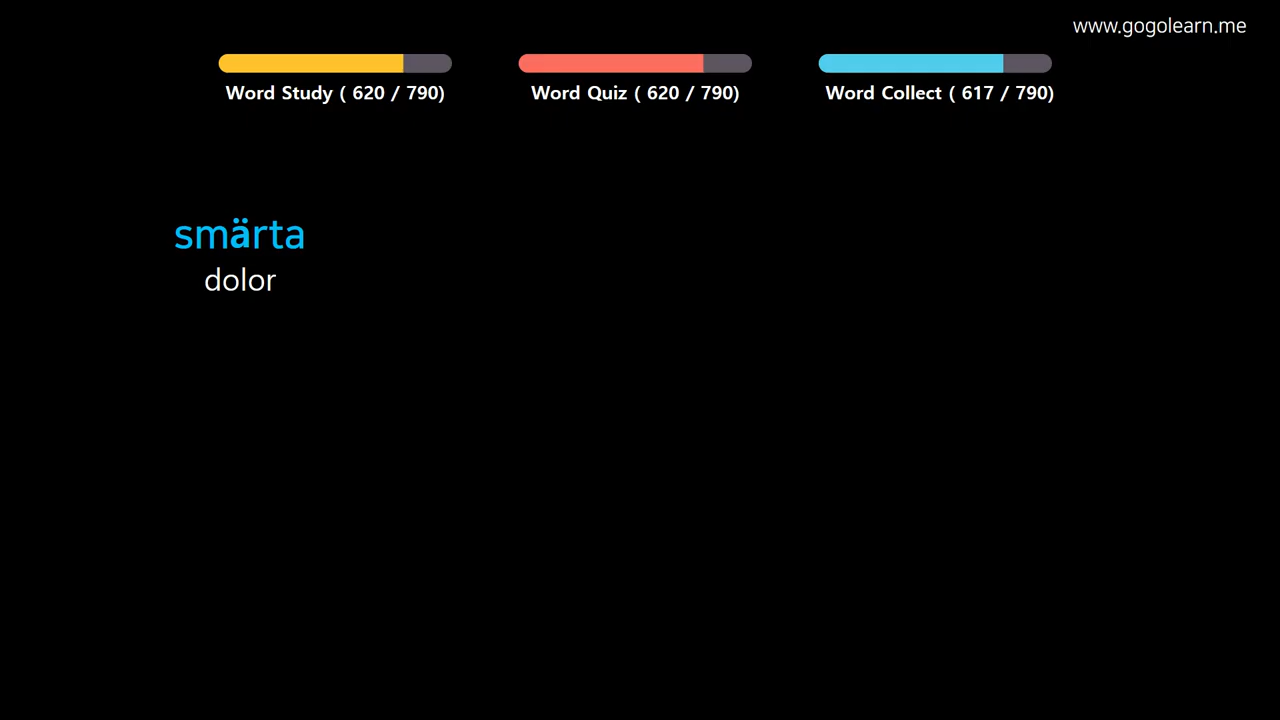 www.gogolearn.me
Word Study ( 620 / 790)
Word Quiz ( 620 / 790)
Word Collect ( 617 / 790)
smärta
dolor